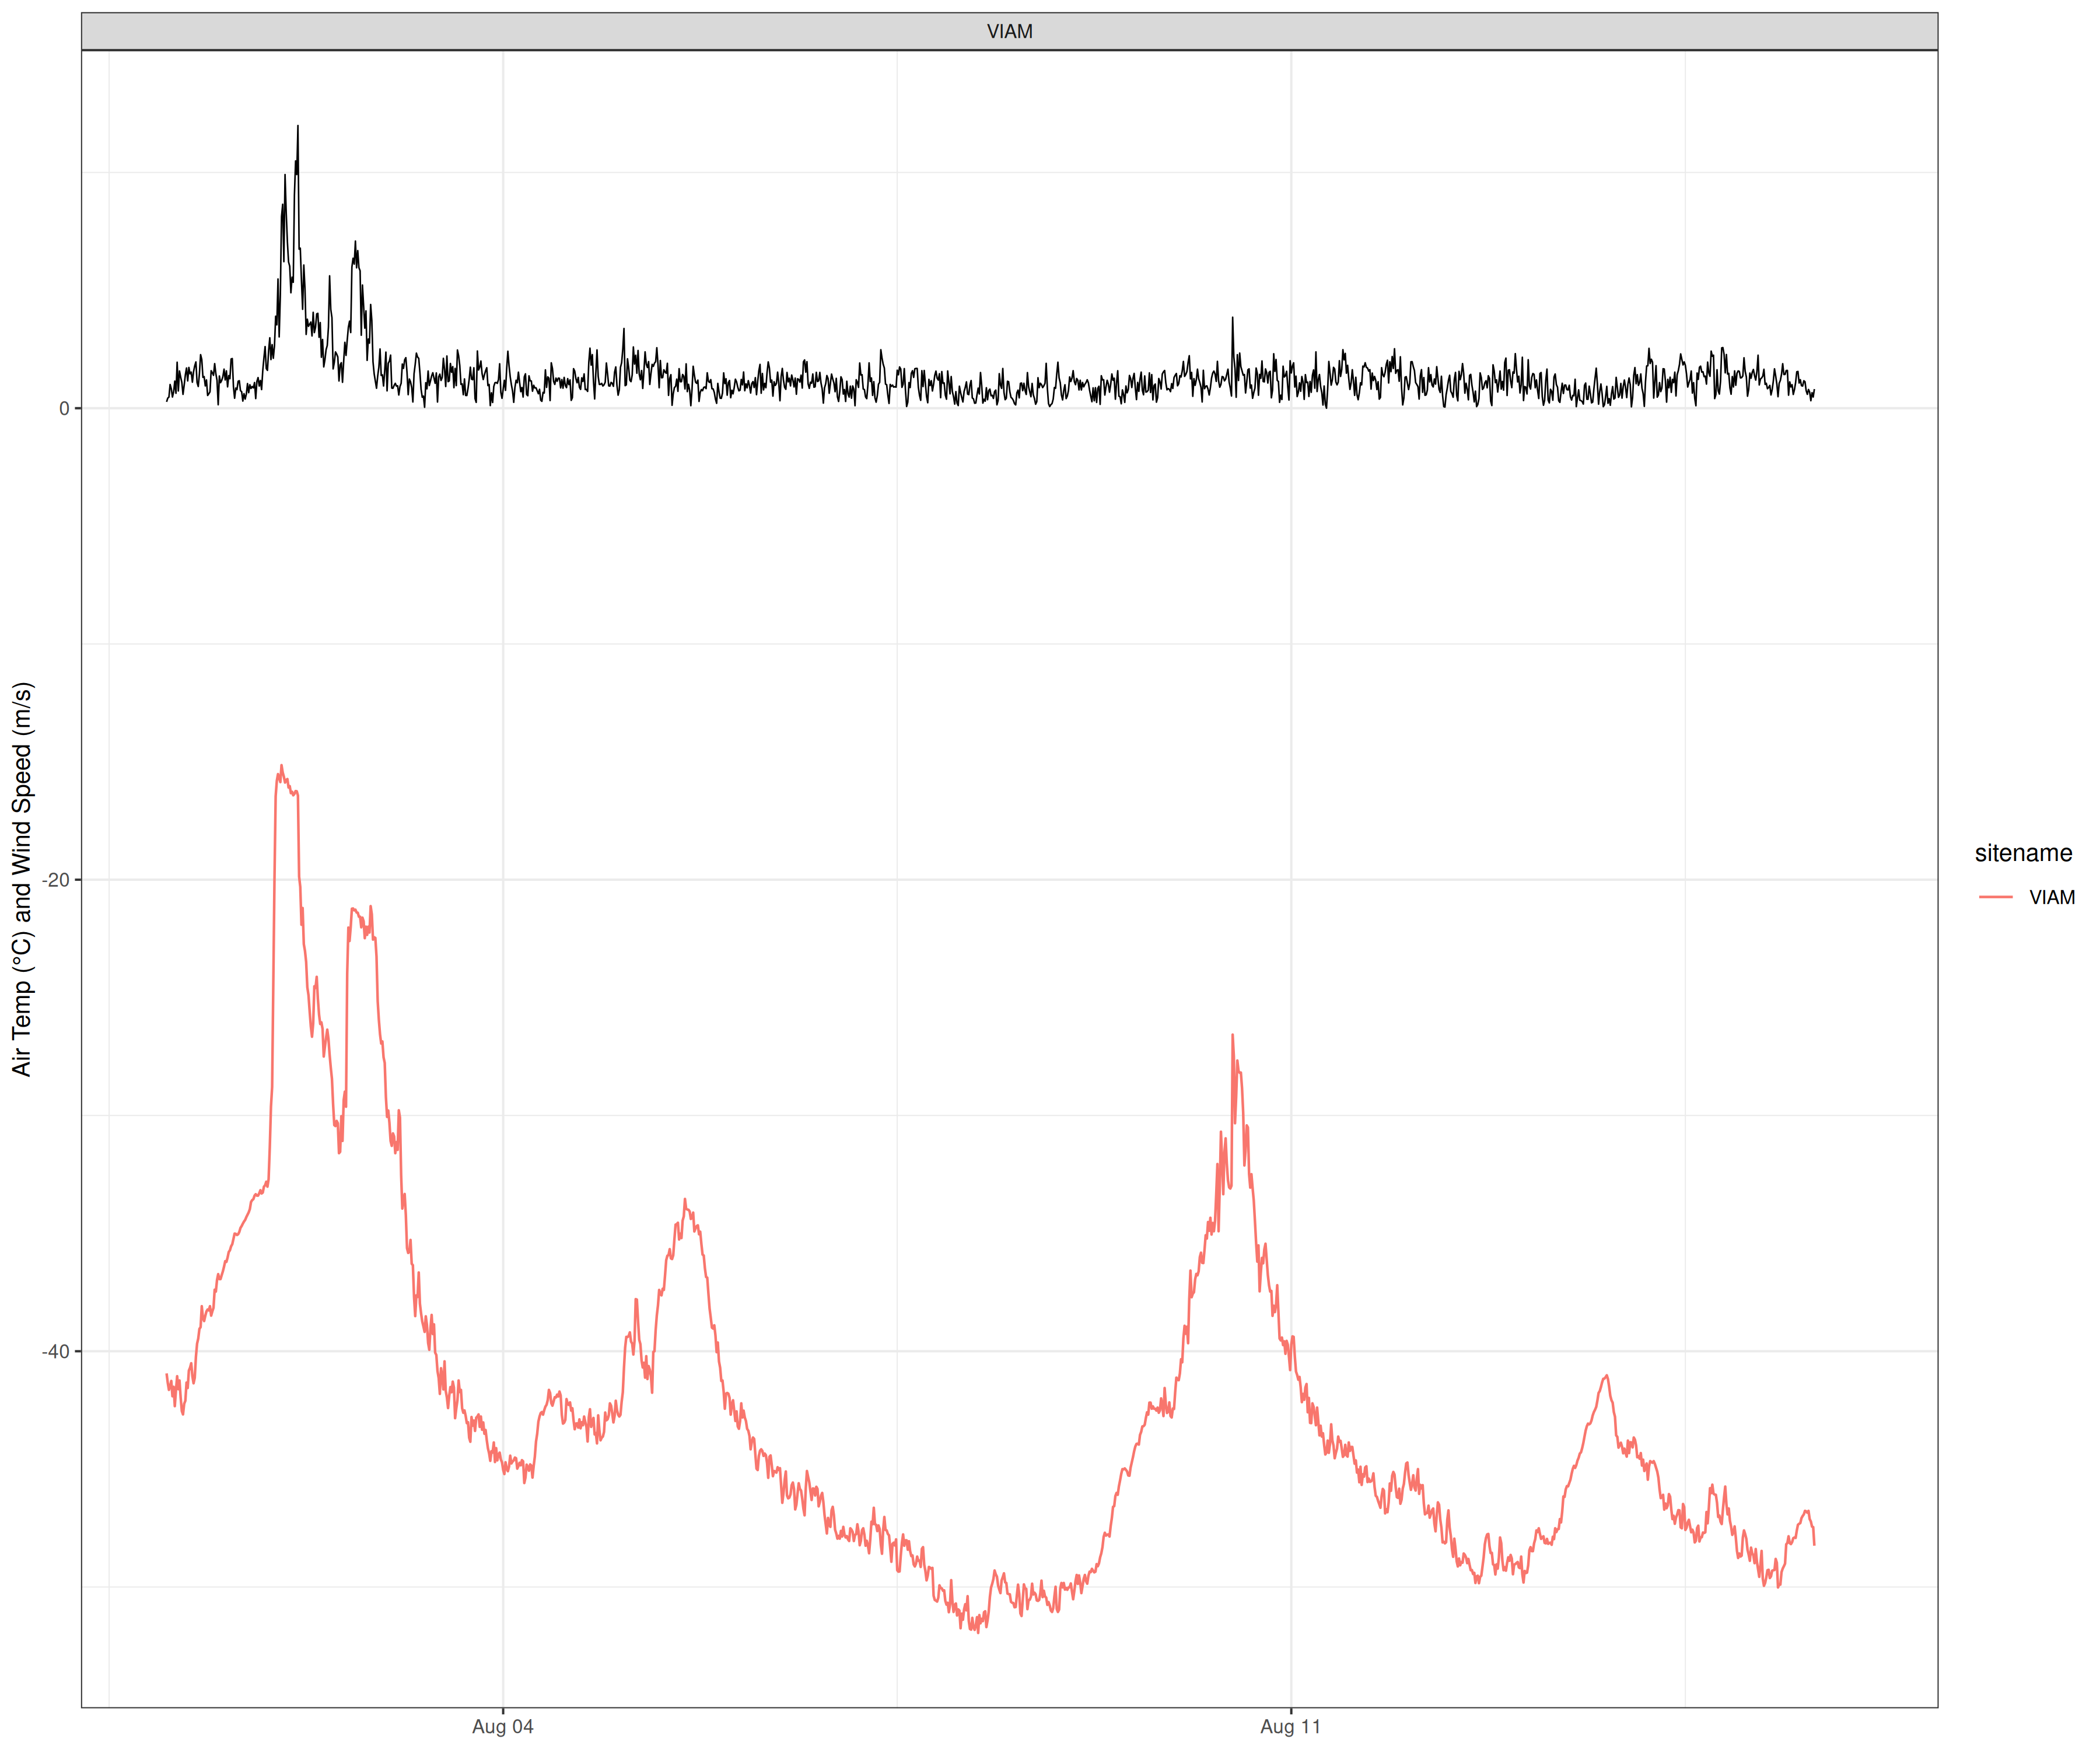 VIAM
0
-20
-40
Air Temp (°C) and Wind Speed (m/s)
Aug 04
Aug 11
sitename
VIAM